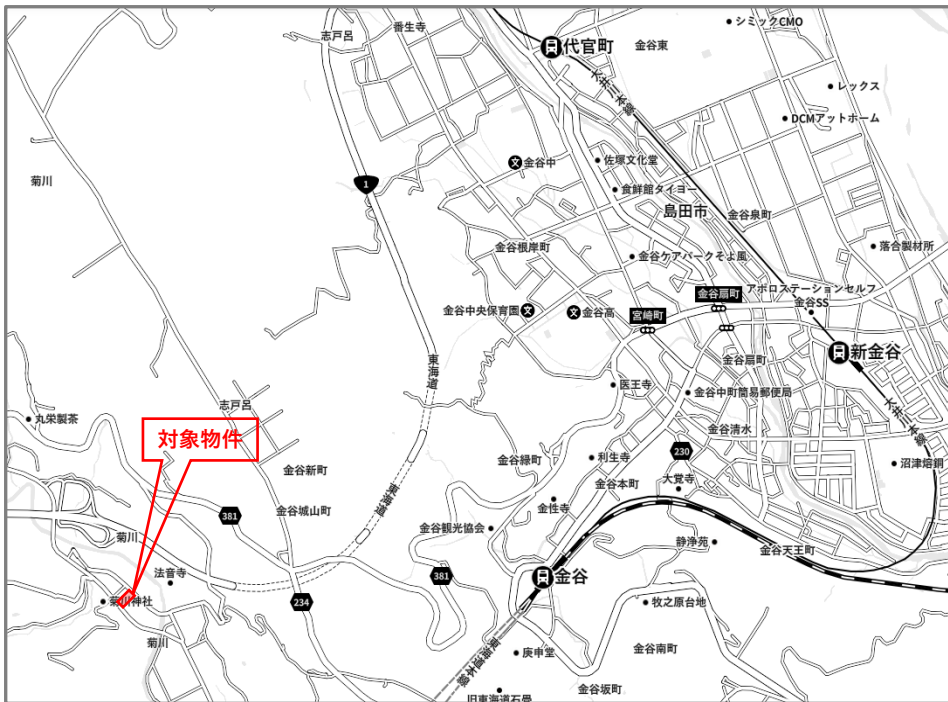 シミックCMO
番生寺
志戸呂
代官町
金谷東
大井川本線
レックス
DCMアットホーム
金谷中
佐塚文化堂
菊川
1
食鮮館タイヨー
島田市
金谷泉町
金谷根岸町
落合製材所
金谷ケアパークそよ風
アポロステーションセルフ
金谷SS
金谷扇町
金谷中央保育園
金谷高
宮崎町
新金谷
東海道
金谷扇町
医王寺
金谷中町簡易郵便局
大井川本線
志戸呂
丸栄製茶
対象物件
金谷清水
230
金谷緑町
利生寺
沼津熔銅
金谷新町
大覚寺
金谷本町
東海道
金性寺
金谷城山町
381
金谷観光協会
静浄苑
菊川
金谷天王町
法音寺
381
金谷
234
菊川神社
牧之原台地
菊川
庚申堂
金谷南町
東海道本線
金谷坂町
旧東海道石畳